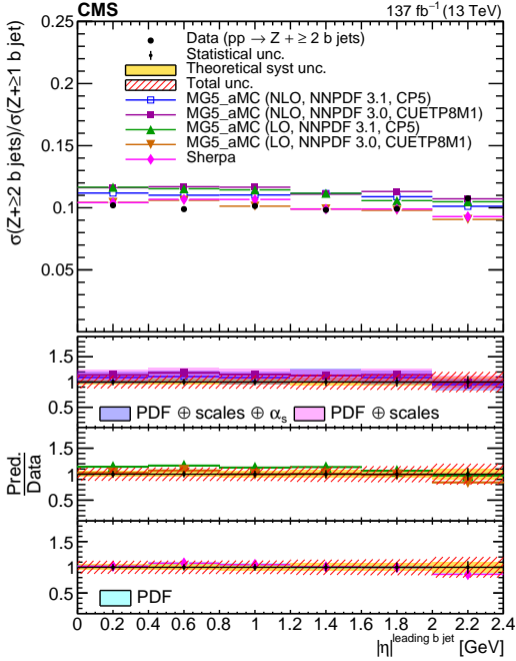 CMS 137 fb⁻¹ (13 TeV)
σ(Z+≥2 b jets)/σ(Z+≥1 b jet)
0.25
0.2
0.15
0.1
0.05
Data (pp → Z + ≥ 2 b jets)
Statistical unc.
Theoretical syst unc.
Total unc.
MG5_aMC (NLO, NNPDF 3.1, CP5)
MG5_aMC (NLO, NNPDF 3.0, CUETP8M1)
MG5_aMC (LO, NNPDF 3.1, CP5)
MG5_aMC (LO, NNPDF 3.0, CUETP8M1)
Sherpa
1.5
1
0.5
PDF ⊕ scales ⊕ αₛ PDF ⊕ scales
Pred.
Data
1.5
1
0.5
1.5
1
0.5
PDF
0 0.2 0.4 0.6 0.8 1 1.2 1.4 1.6 1.8 2 2.2 2.4
|η|^leading b jet [GeV]